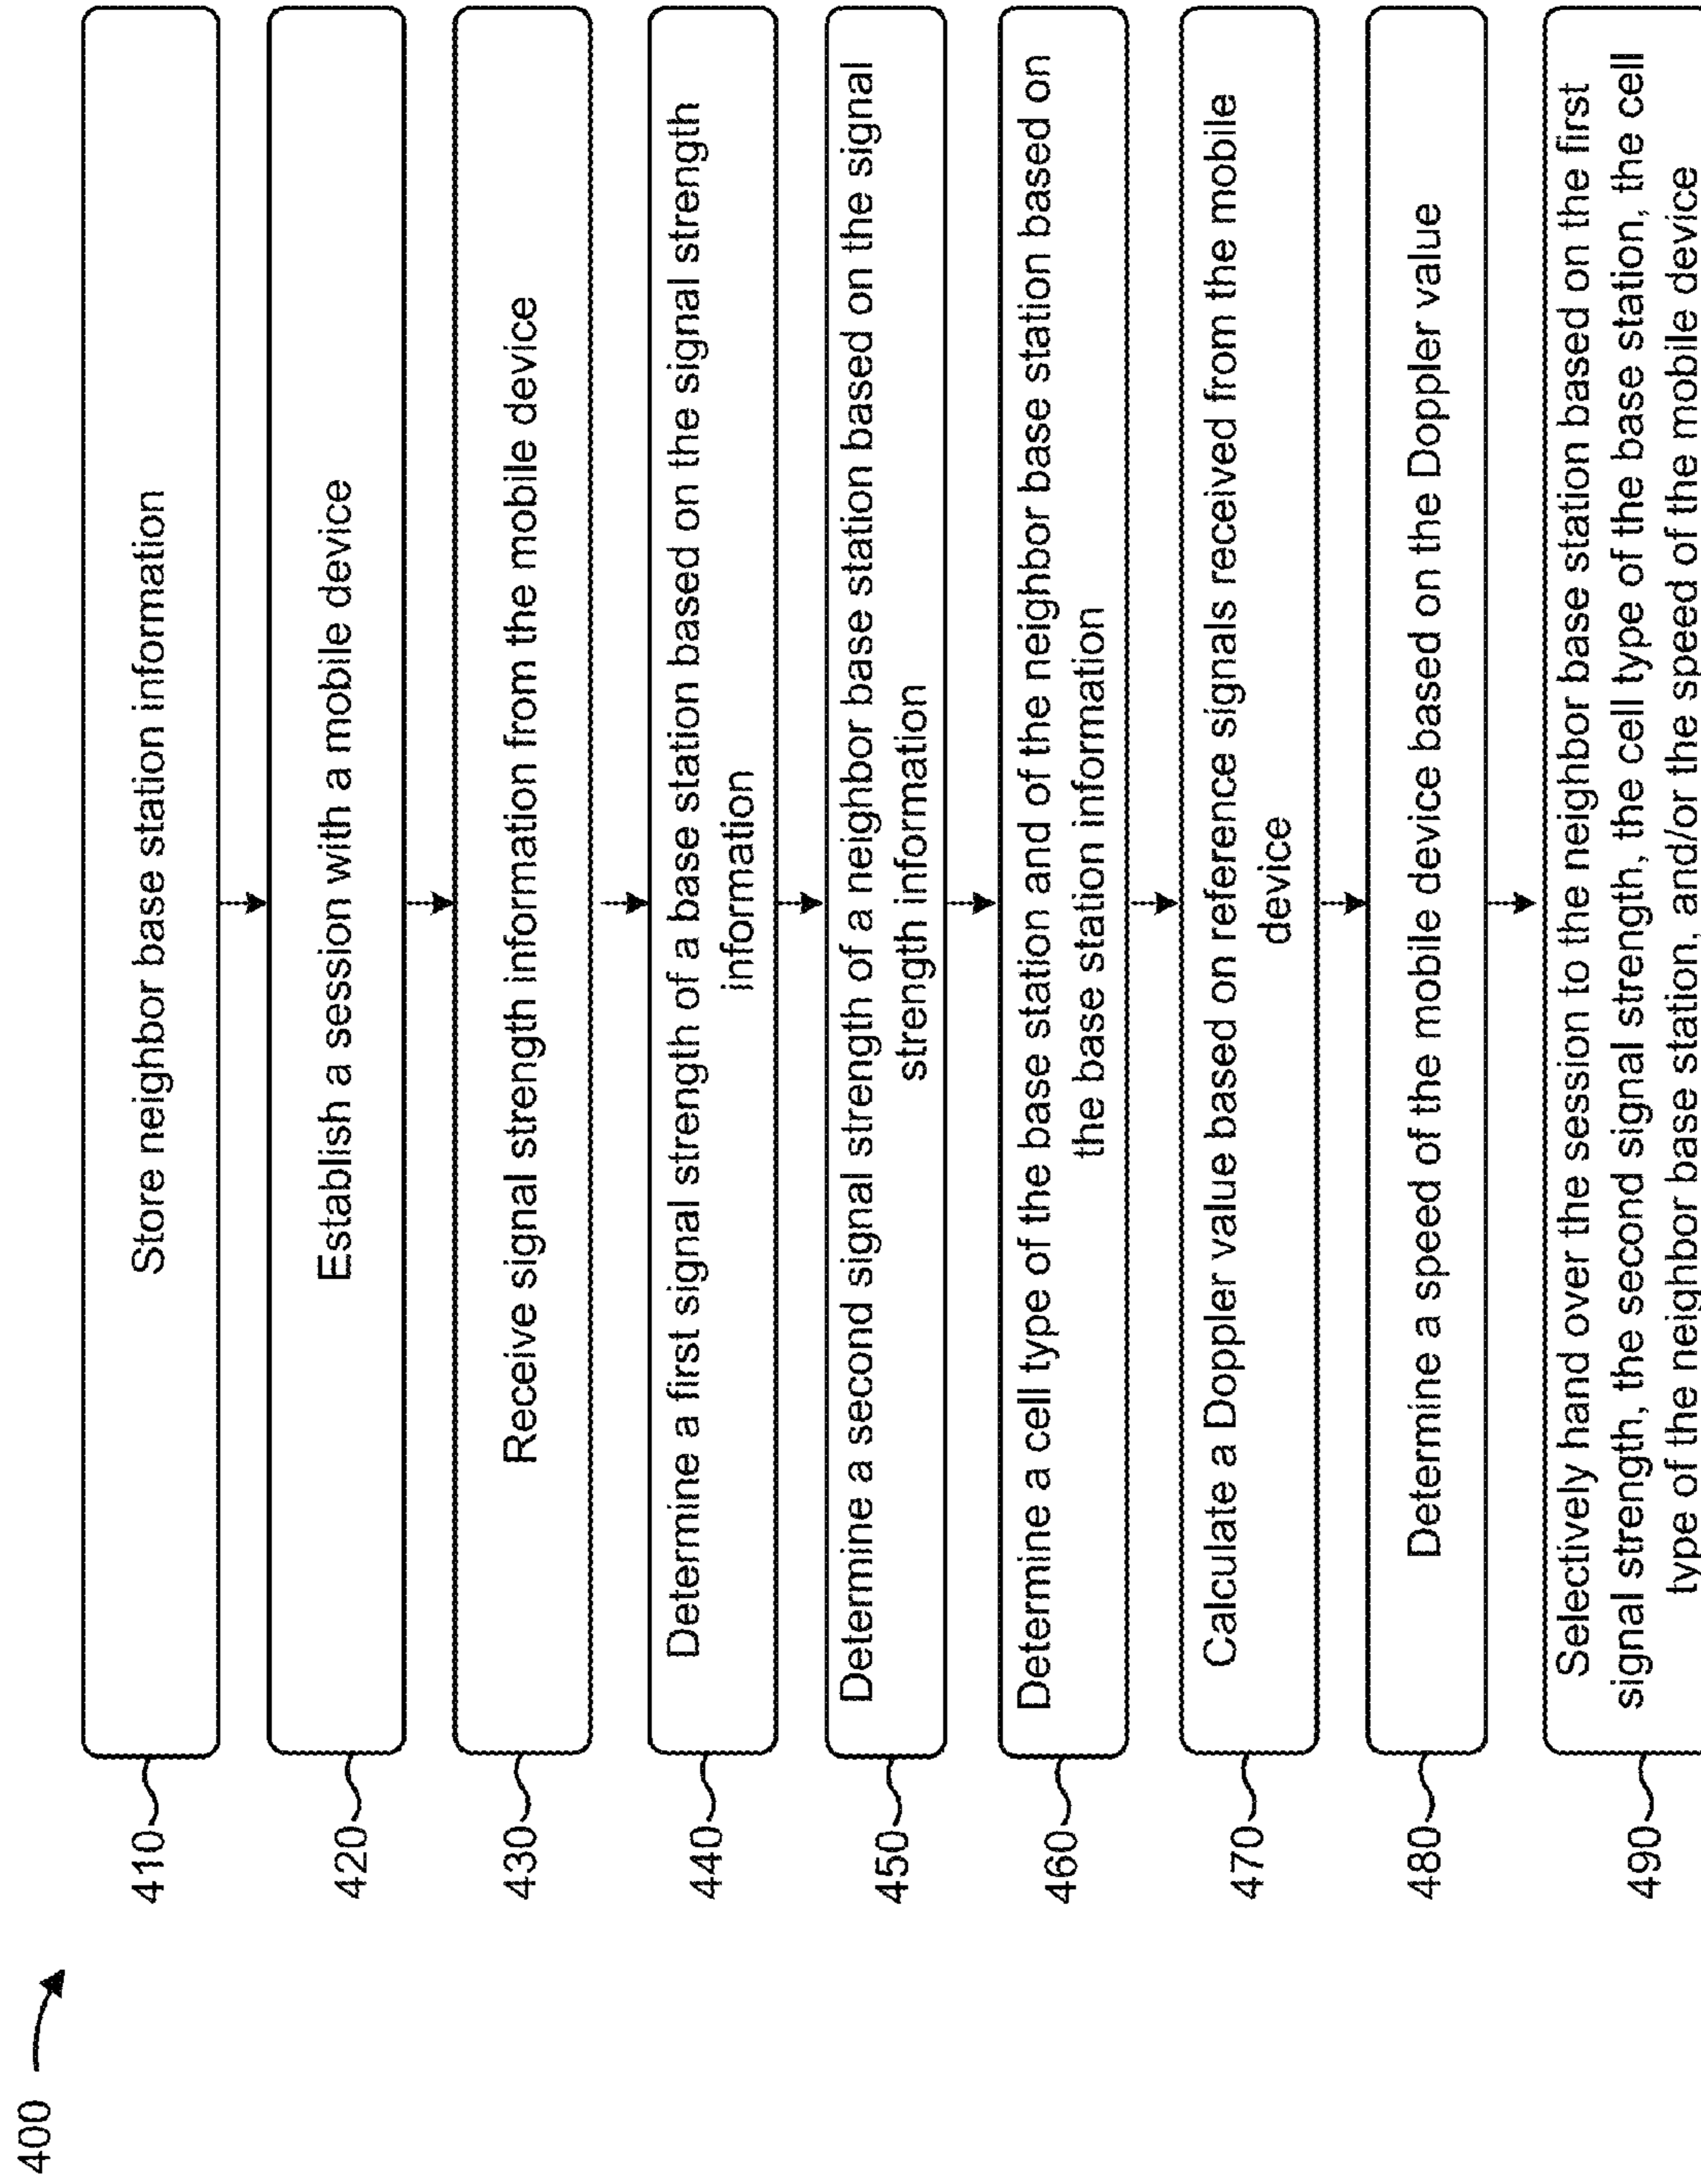 400
410
Store neighbor base station information
420
Establish a session with a mobile device
430
Receive signal strength information from the mobile device
440
Determine a first signal strength of a base station based on the signal strength
information
450
Determine a second signal strength of a neighbor base station based on the signal
strength information
460
Determine a cell type of the base station and of the neighbor base station based on
the base station information
470
Calculate a Doppler value based on reference signals received from the mobile
device
480
Determine a speed of the mobile device based on the Doppler value
490
Selectively hand over the session to the neighbor base station based on the first
signal strength, the second signal strength, the cell type of the base station, the cell
type of the neighbor base station, and/or the speed of the mobile device